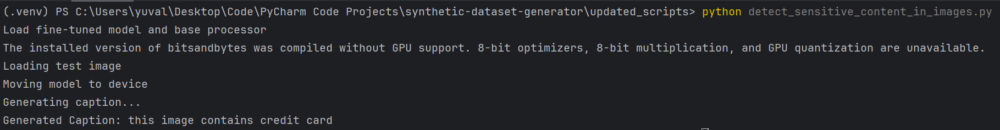 (.venv) PS C:\Users\yuval\Desktop\Code\PyCharm Code Projects\synthetic-dataset-generator\updated_scripts> python detect_sensitive_content_in_images.py
Load fine-tuned model and base processor
The installed version of bitsandbytes was compiled without GPU support. 8-bit optimizers, 8-bit multiplication, and GPU quantization are unavailable.
Loading test image
Moving model to device
Generating caption...
Generated Caption: this image contains credit card